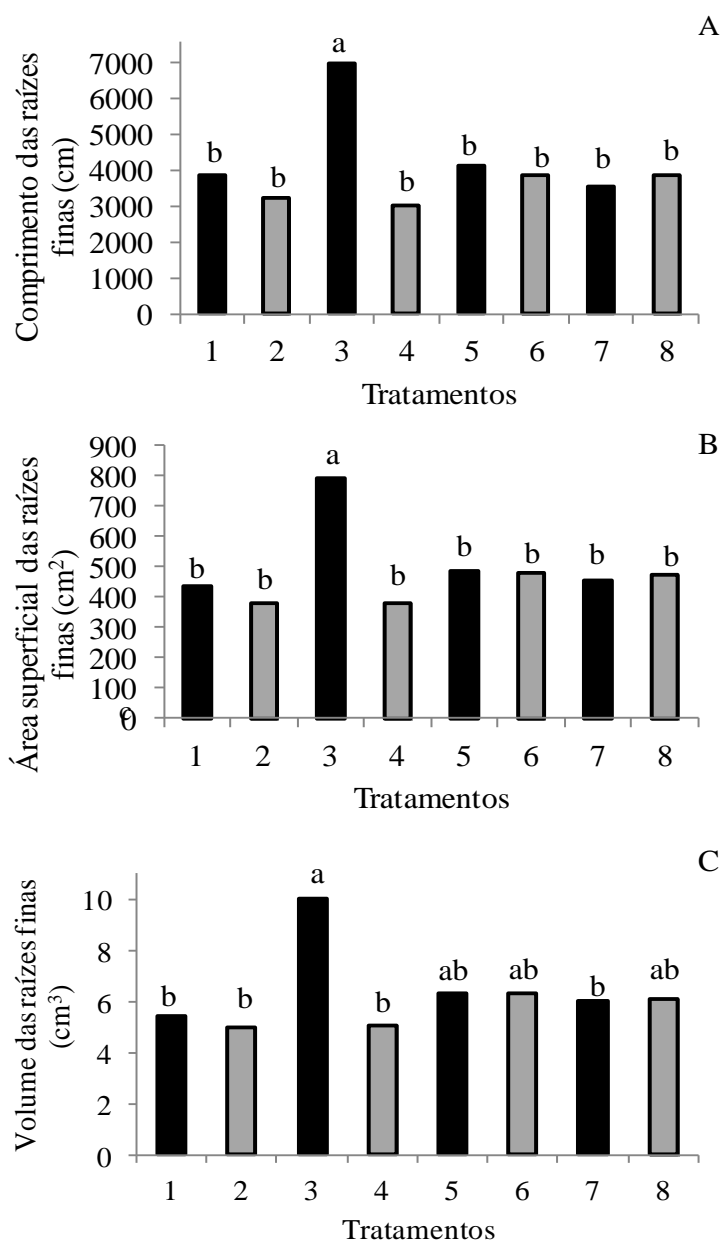 A
Comprimento das raízes
finas (cm)
7000
6000
5000
4000
3000
2000
1000
0
b b a b b b b b
1 2 3 4 5 6 7 8
Tratamentos
B
Área superficial das raízes
finas (cm²)
900
800
700
600
500
400
300
200
100
0
b b a b b b b b
1 2 3 4 5 6 7 8
Tratamentos
C
Volume das raízes finas
(cm³)
10
8
6
4
2
0
b b a b ab ab b ab
1 2 3 4 5 6 7 8
Tratamentos